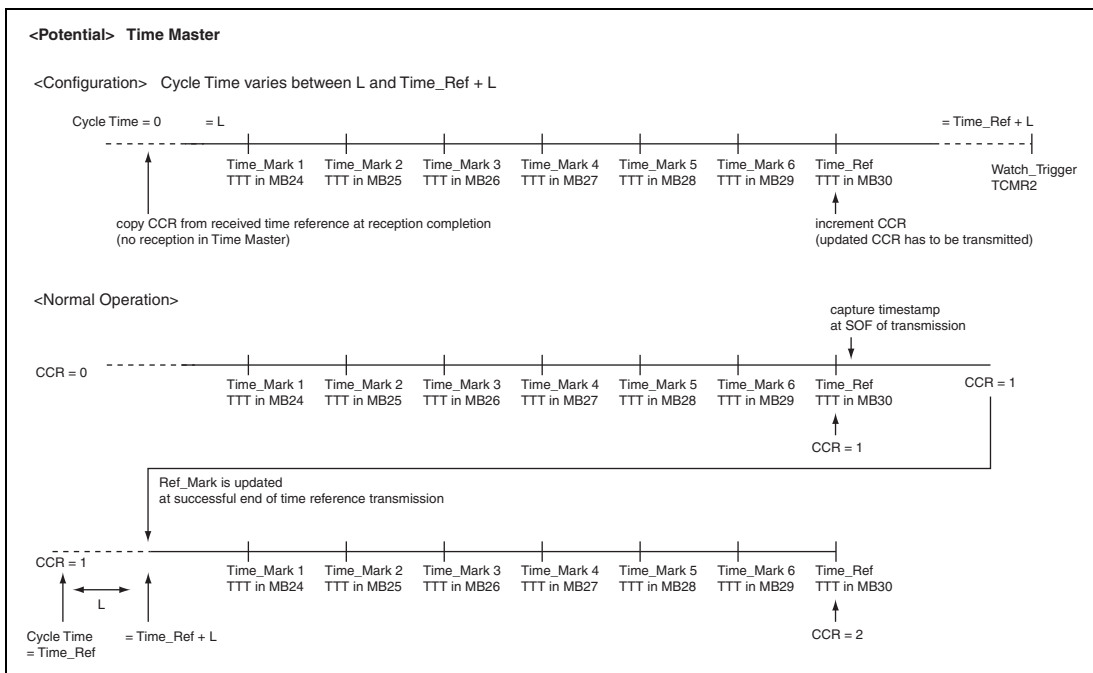 <Potential> Time Master
<Configuration> Cycle Time varies between L and Time_Ref + L
Cycle Time = 0
= L
= Time_Ref + L
Time_Mark 1
TTT in MB24
Time_Mark 2
TTT in MB25
Time_Mark 3
TTT in MB26
Time_Mark 4
TTT in MB27
Time_Mark 5
TTT in MB28
Time_Mark 6
TTT in MB29
Time_Ref
TTT in MB30
Watch_Trigger
TCMR2
copy CCR from received time reference at reception completion
(no reception in Time Master)
increment CCR
(updated CCR has to be transmitted)
<Normal Operation>
capture timestamp
at SOF of transmission
CCR = 0
Time_Mark 1
TTT in MB24
Time_Mark 2
TTT in MB25
Time_Mark 3
TTT in MB26
Time_Mark 4
TTT in MB27
Time_Mark 5
TTT in MB28
Time_Mark 6
TTT in MB29
Time_Ref
TTT in MB30
CCR = 1
CCR = 1
Ref_Mark is updated
at successful end of time reference transmission
CCR = 1
Time_Mark 1
TTT in MB24
Time_Mark 2
TTT in MB25
Time_Mark 3
TTT in MB26
Time_Mark 4
TTT in MB27
Time_Mark 5
TTT in MB28
Time_Mark 6
TTT in MB29
Time_Ref
TTT in MB30
L
Cycle Time
= Time_Ref
= Time_Ref + L
CCR = 2